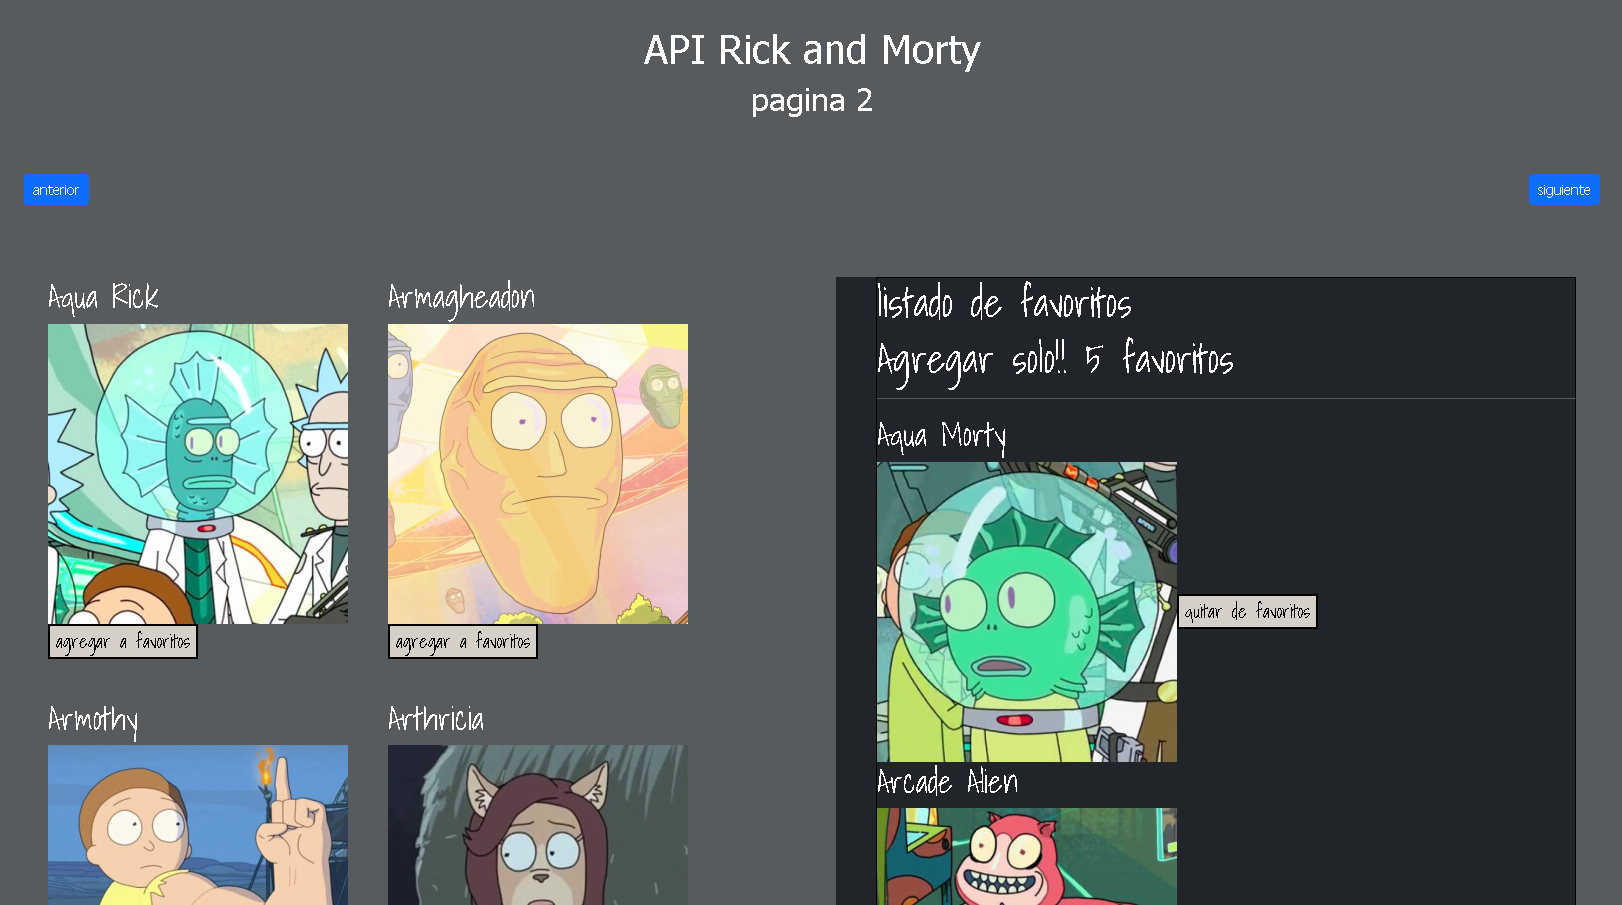 API Rick and Morty
pagina 2
anterior
siguiente
Aqua Rick
Armagheadon
agregar a favoritos
agregar a favoritos
Armothy
Arthricia
listado de favoritos
Agregar solo!! 5 favoritos
Aqua Morty
quitar de favoritos
Arcade Alien